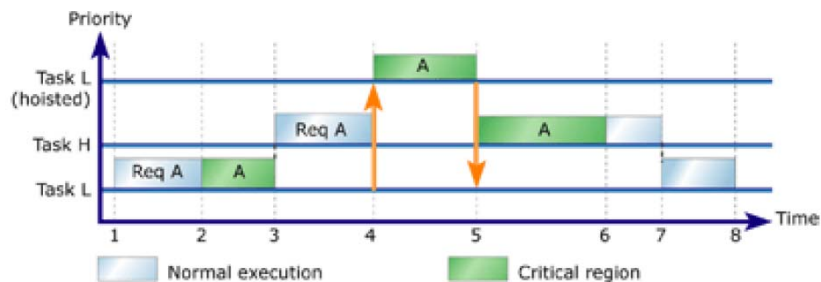 Priority
A
Task L
(hoisted)
Req A
A
Task H
Req A
A
Task L
Time
1 2 3 4 5 6 7 8
Normal execution
Critical region